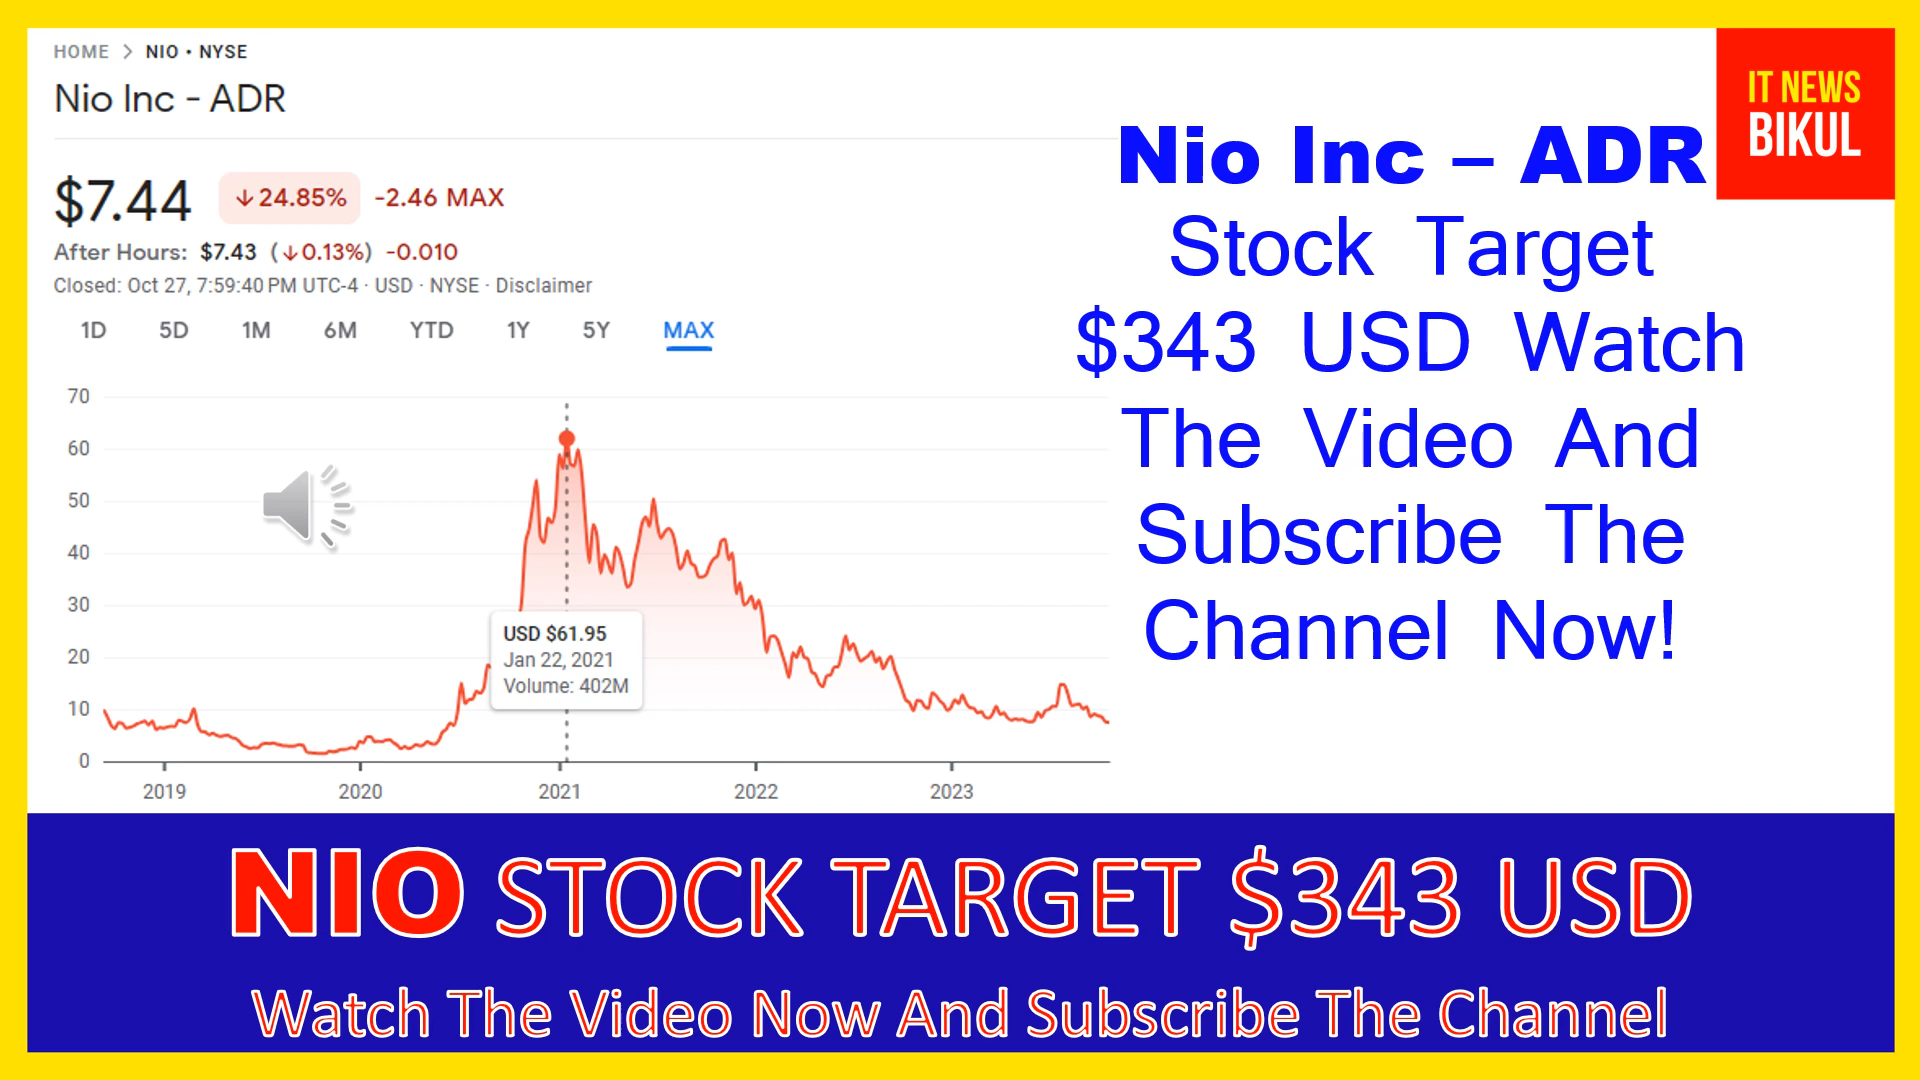 HOME > NIO • NYSE
Nio Inc - ADR
$7.44 ↓24.85% -2.46 MAX
After Hours: $7.43 (↓0.13%) -0.010
Closed: Oct 27, 7:59:40 PM UTC-4 · USD · NYSE · Disclaimer
1D 5D 1M 6M YTD 1Y 5Y MAX
70
60
50
40
30
20
10
0
USD $61.95
Jan 22, 2021
Volume: 402M
2019 2020 2021 2022 2023
IT NEWS
BIKUL
Nio Inc – ADR
Stock Target
$343 USD Watch
The Video And
Subscribe The
Channel Now!
NIO STOCK TARGET $343 USD
Watch The Video Now And Subscribe The Channel